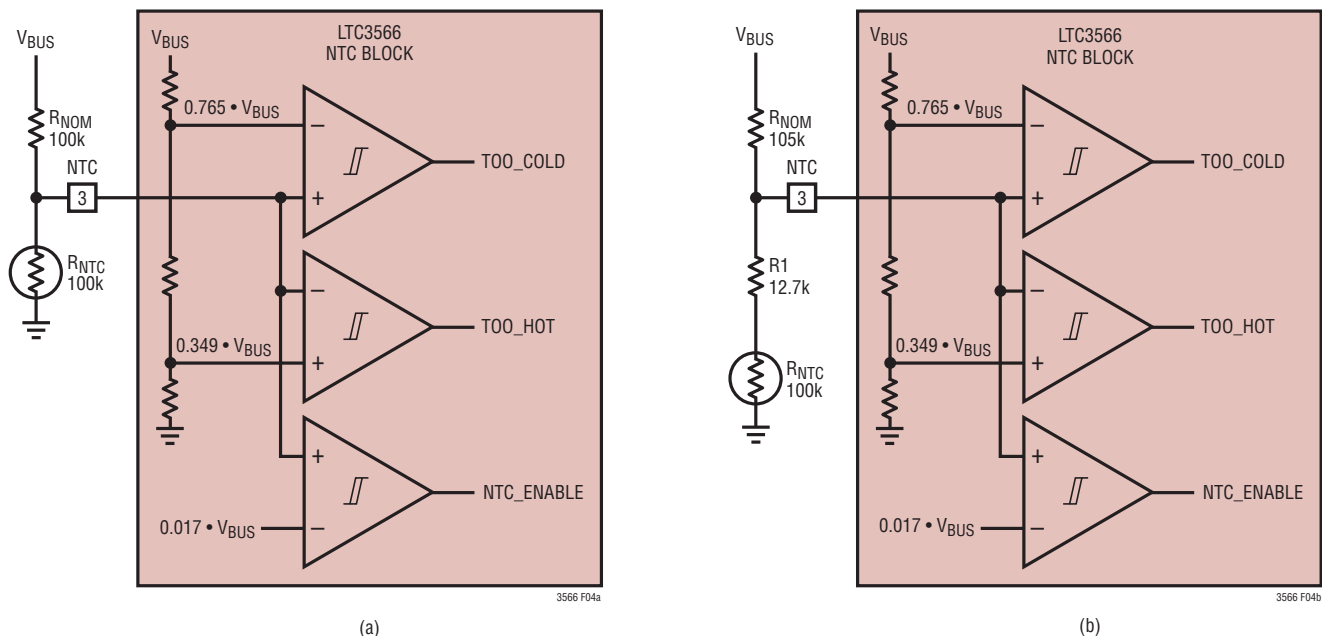 LTC3566
NTC BLOCK
VBUS
VBUS
RNOM
100k
0.765 • VBUS
−
+
TOO_COLD
NTC
3
RNTC
100k
−
+
TOO_HOT
0.349 • VBUS
+
−
NTC_ENABLE
0.017 • VBUS
3566 F04a
(a)
LTC3566
NTC BLOCK
VBUS
VBUS
RNOM
105k
0.765 • VBUS
−
+
TOO_COLD
NTC
3
R1
12.7k
−
+
TOO_HOT
0.349 • VBUS
RNTC
100k
+
−
NTC_ENABLE
0.017 • VBUS
3566 F04b
(b)